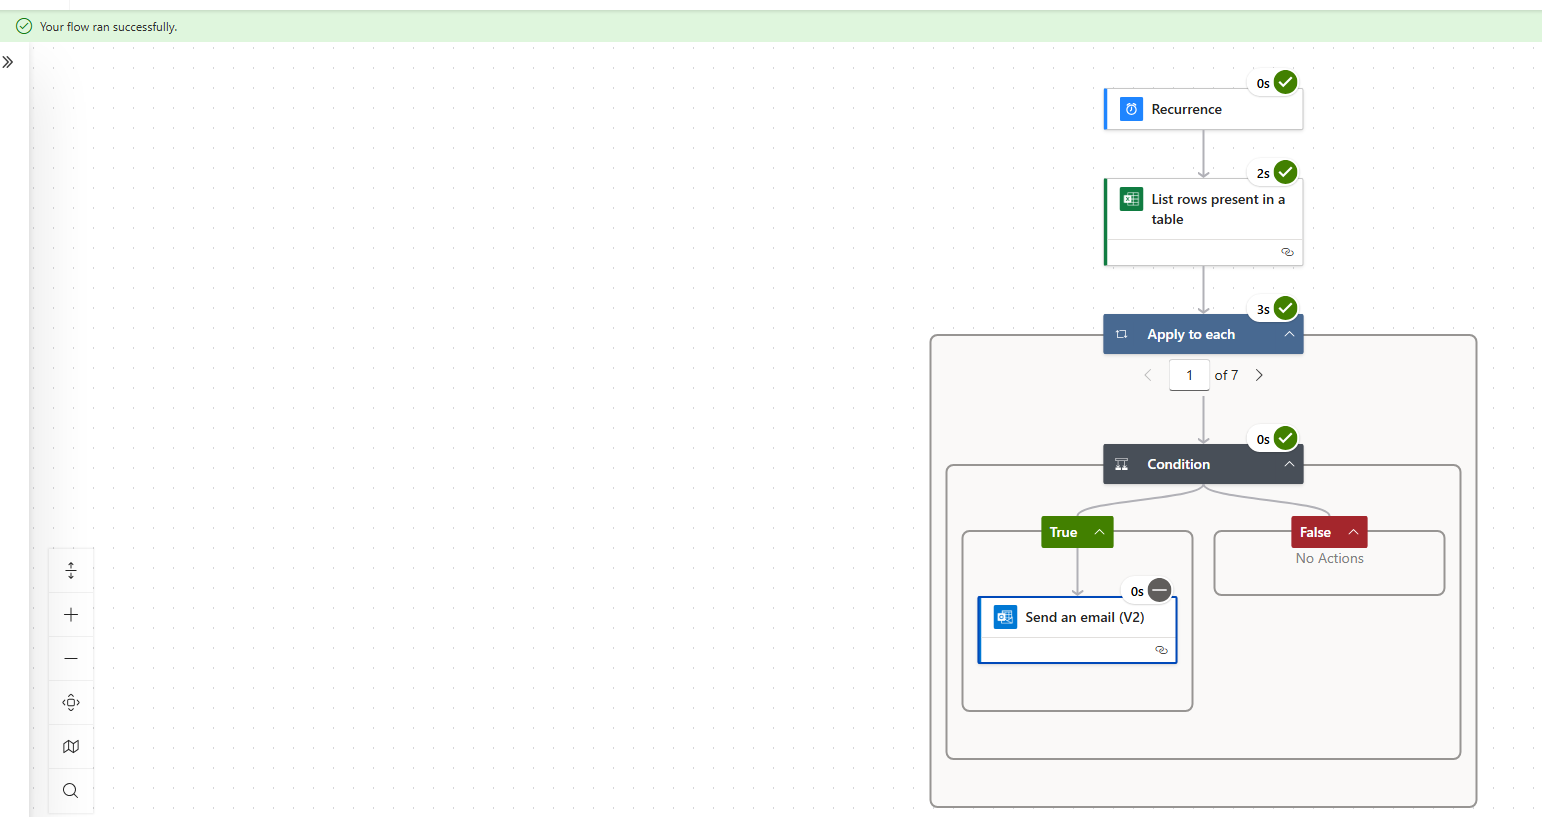 Your flow ran successfully.
0s
Recurrence
2s
List rows present in a
table
3s
Apply to each
1 of 7
0s
Condition
True
False
No Actions
0s
Send an email (V2)